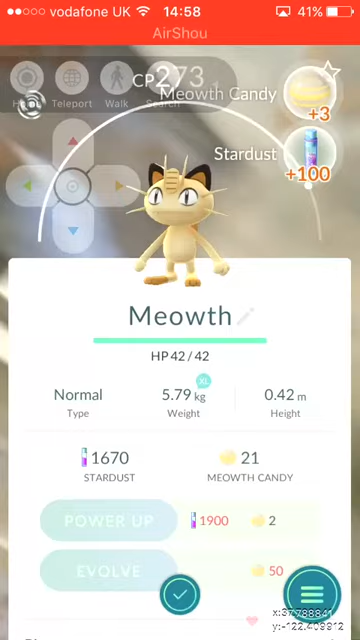 vodafone UK 14:58 41%
AirShou
CP273
Meowth Candy
+3
Teleport Walk Search
Stardust
+100
Meowth
HP 42 / 42
XL
Normal 5.79 kg 0.42 m
Type Weight Height
1670 21
STARDUST MEOWTH CANDY
POWER UP 1900 2
EVOLVE 50
x:37.788841
y:-122.409912